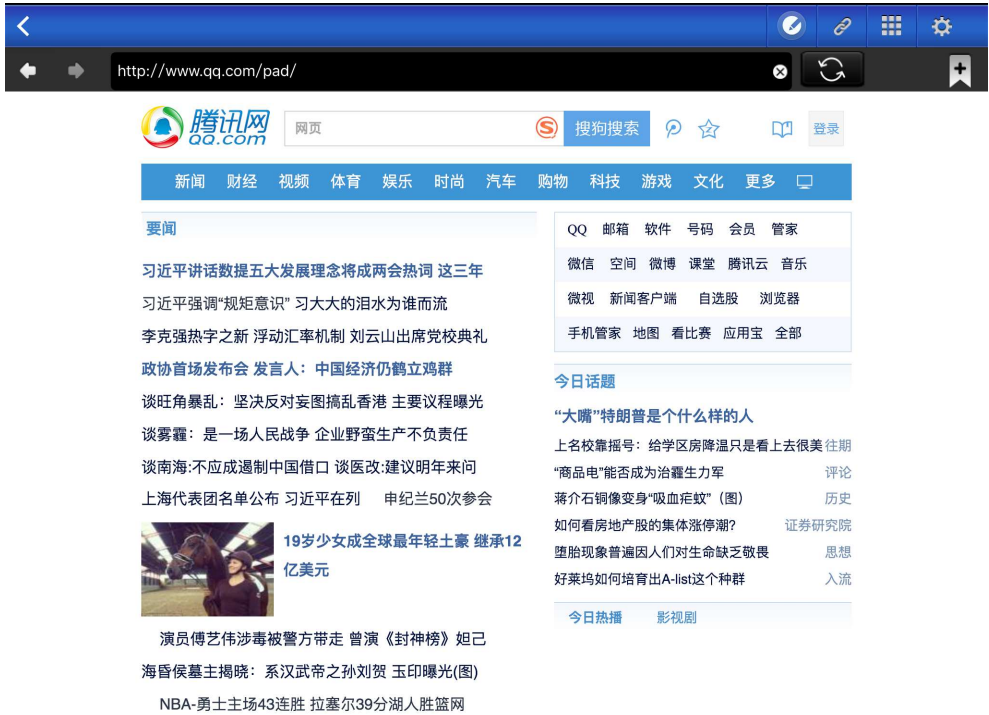 http://www.qq.com/pad/
腾讯网
QQ.com
网页
搜狗搜索
登录
新闻 财经 视频 体育 娱乐 时尚 汽车 购物 科技 游戏 文化 更多
要闻
习近平讲话数提五大发展理念将成两会热词 这三年
习近平强调“规矩意识” 习大大的泪水为谁而流
李克强热字之新 浮动汇率机制 刘云山出席党校典礼
政协首场发布会 发言人：中国经济仍鹤立鸡群
谈旺角暴乱：坚决反对妄图搞乱香港 主要议程曝光
谈雾霾：是一场人民战争 企业野蛮生产不负责任
谈南海:不应成遏制中国借口 谈医改:建议明年来问
上海代表团名单公布 习近平在列 申纪兰50次参会
19岁少女成全球最年轻土豪 继承12
亿美元
演员傅艺伟涉毒被警方带走 曾演《封神榜》妲己
海昏侯墓主揭晓：系汉武帝之孙刘贺 玉印曝光(图)
NBA-勇士主场43连胜 拉塞尔39分湖人胜篮网
QQ 邮箱 软件 号码 会员 管家
微信 空间 微博 课堂 腾讯云 音乐
微视 新闻客户端 自选股 浏览器
手机管家 地图 看比赛 应用宝 全部
今日话题
“大嘴”特朗普是个什么样的人
上名校靠摇号：给学区房降温只是看上去很美 往期
“商品电”能否成为治霾生力军 评论
蒋介石铜像变身“吸血疟蚊”（图） 历史
如何看房地产股的集体涨停潮? 证券研究院
堕胎现象普遍因人们对生命缺乏敬畏 思想
好莱坞如何培育出A-list这个种群 入流
今日热播 影视剧